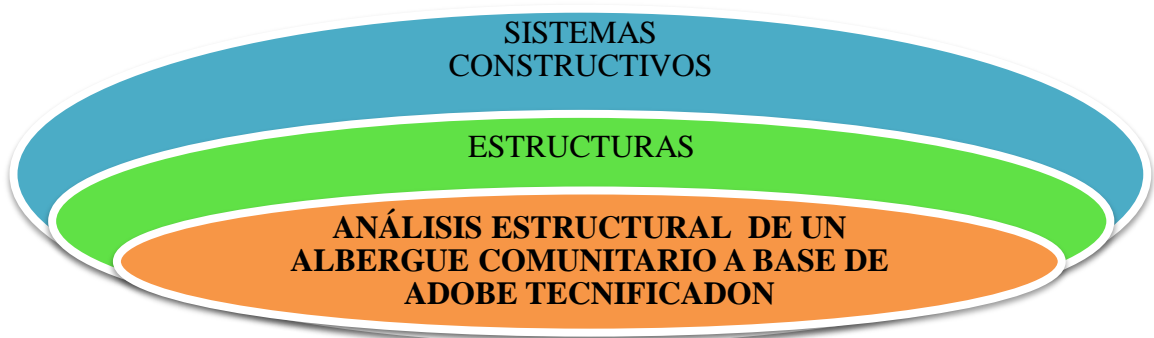 SISTEMAS
CONSTRUCTIVOS
ESTRUCTURAS
ANÁLISIS ESTRUCTURAL DE UN
ALBERGUE COMUNITARIO A BASE DE
ADOBE TECNIFICADON